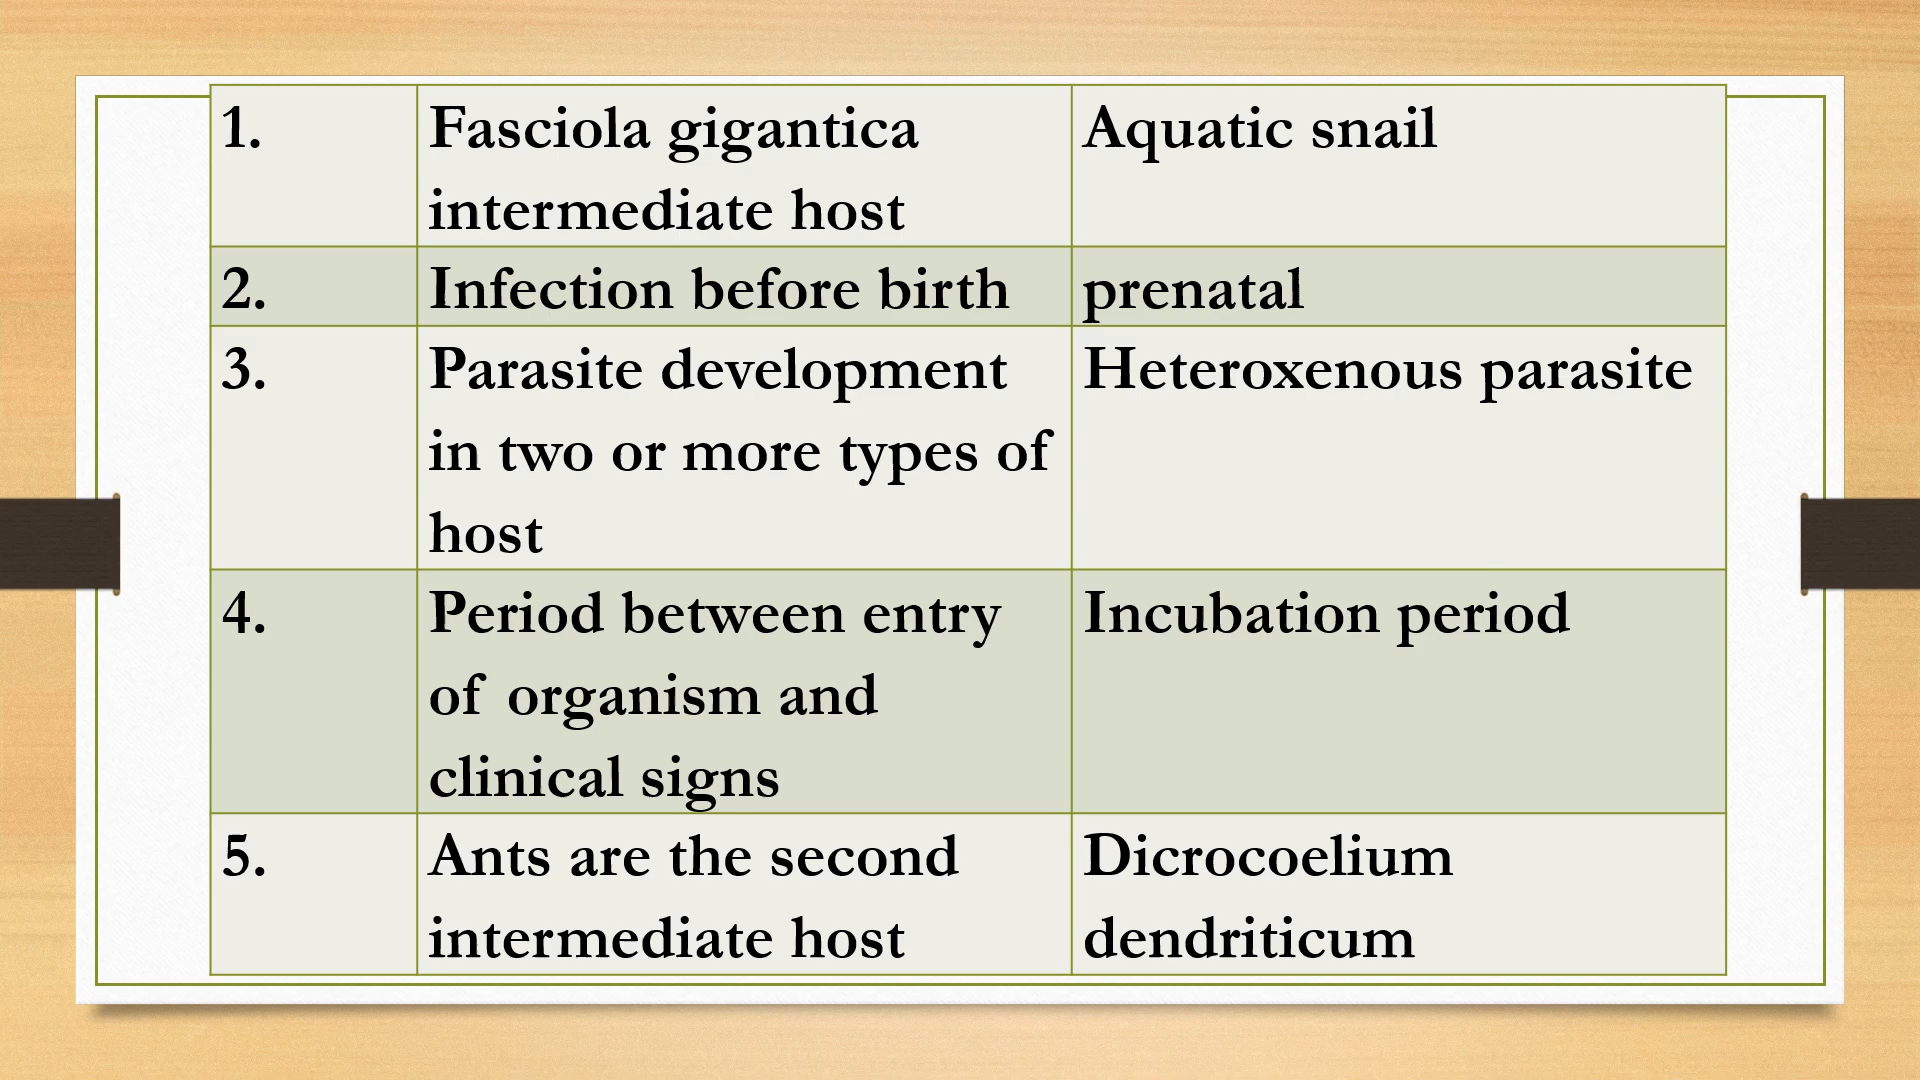 1.
Fasciola gigantica
intermediate host
Aquatic snail
2.
Infection before birth
prenatal
3.
Parasite development
in two or more types of
host
Heteroxenous parasite
4.
Period between entry
of organism and
clinical signs
Incubation period
5.
Ants are the second
intermediate host
Dicrocoelium
dendriticum